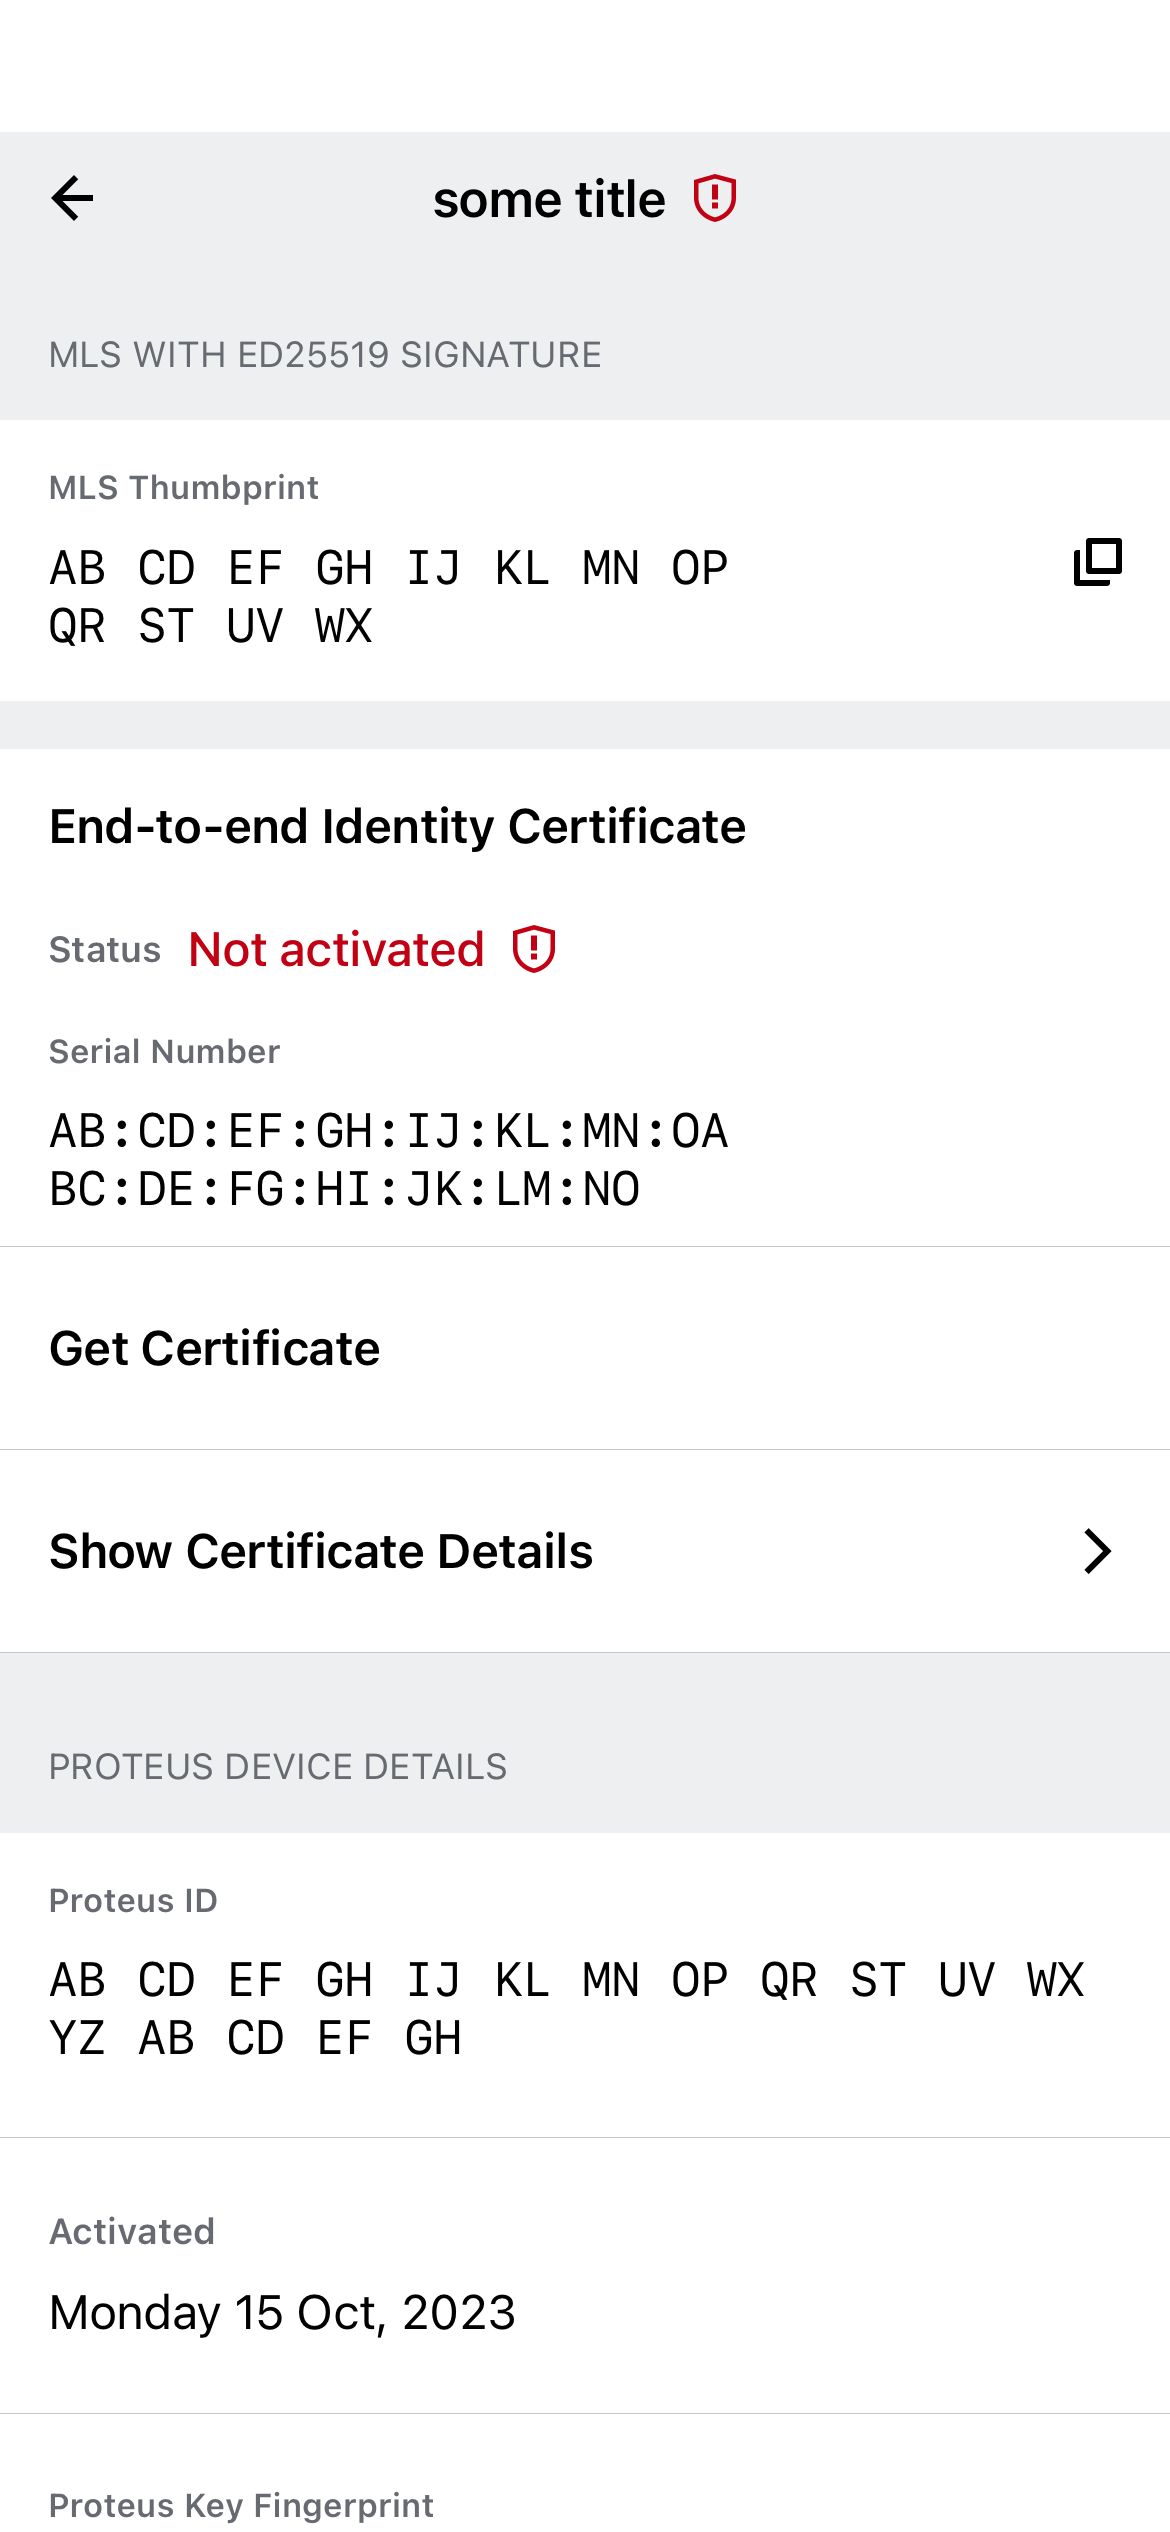 some title
MLS WITH ED25519 SIGNATURE
MLS Thumbprint
AB CD EF GH IJ KL MN OP
QR ST UV WX
End-to-end Identity Certificate
Status Not activated
Serial Number
AB:CD:EF:GH:IJ:KL:MN:OA
BC:DE:FG:HI:JK:LM:NO
Get Certificate
Show Certificate Details
PROTEUS DEVICE DETAILS
Proteus ID
AB CD EF GH IJ KL MN OP QR ST UV WX
YZ AB CD EF GH
Activated
Monday 15 Oct, 2023
Proteus Key Fingerprint